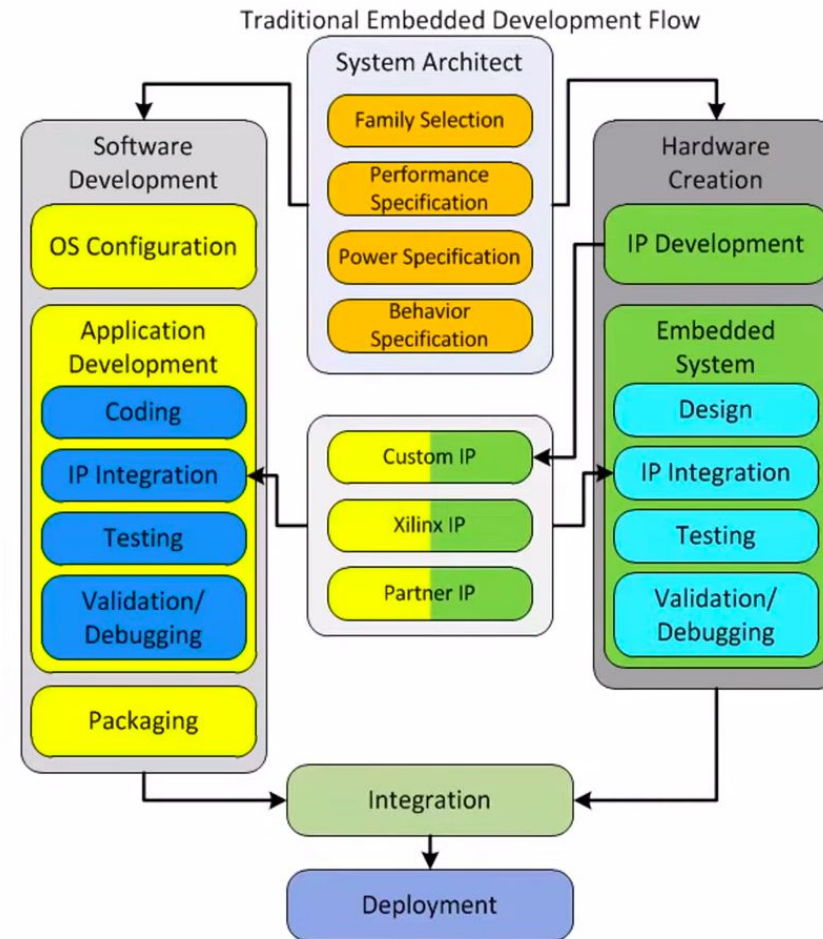 Traditional Embedded Development Flow
System Architect
Family Selection
Performance
Specification
Power Specification
Behavior
Specification
Software
Development
OS Configuration
Application
Development
Coding
IP Integration
Testing
Validation/
Debugging
Packaging
Custom IP
Xilinx IP
Partner IP
Hardware
Creation
IP Development
Embedded
System
Design
IP Integration
Testing
Validation/
Debugging
Integration
Deployment